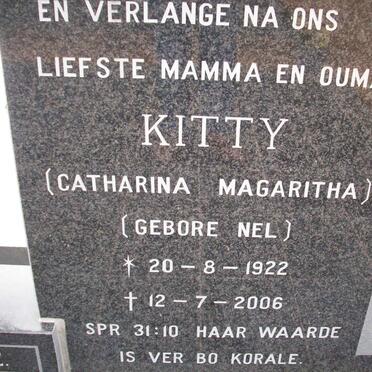 EN VERLANGE NA ONS
LIEFSTE MAMMA EN OUMA
KITTY
(CATHARINA MAGARITHA)
(GEBORE NEL)
* 20-8-1922
† 12-7-2006
SPR 31:10 HAAR WAARDE
IS VER BO KORALE.